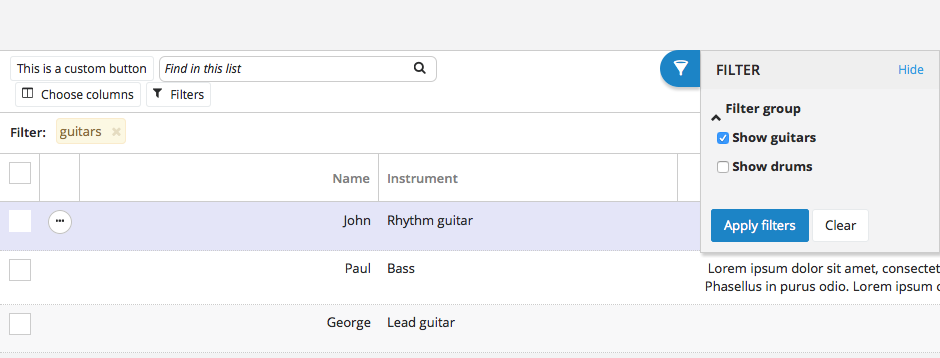 This is a custom button
Find in this list
Choose columns
Filters
Filter:
guitars
Name
Instrument
John
Rhythm guitar
Paul
Bass
Lorem ipsum dolor sit amet, consectet
Phasellus in purus odio. Lorem ipsum
George
Lead guitar
FILTER
Hide
Filter group
Show guitars
Show drums
Apply filters
Clear